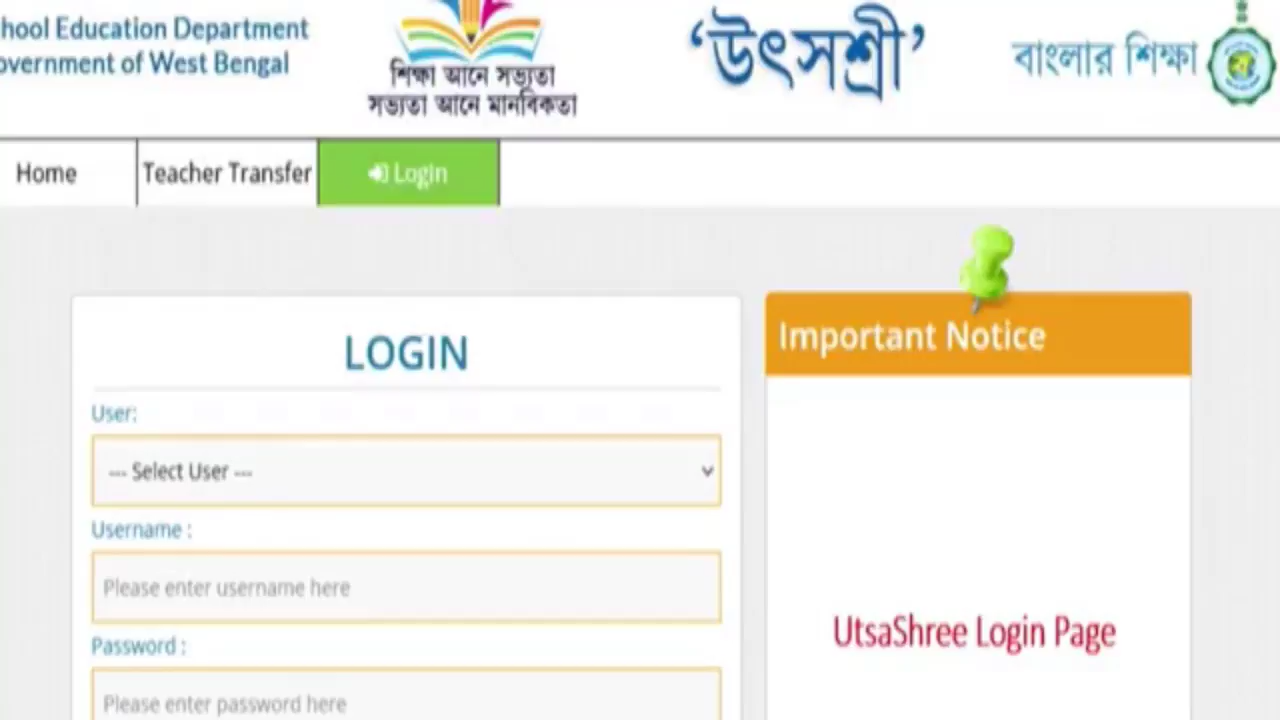 hool Education Department
overnment of West Bengal
শিক্ষা আনে সভ্যতা
সভ্যতা আনে মানবিকতা
‘উৎসশ্রী’
বাংলার শিক্ষা
Home
Teacher Transfer
Login
LOGIN
User:
--- Select User ---
Username :
Please enter username here
Password :
Please enter password here
Important Notice
UtsaShree Login Page